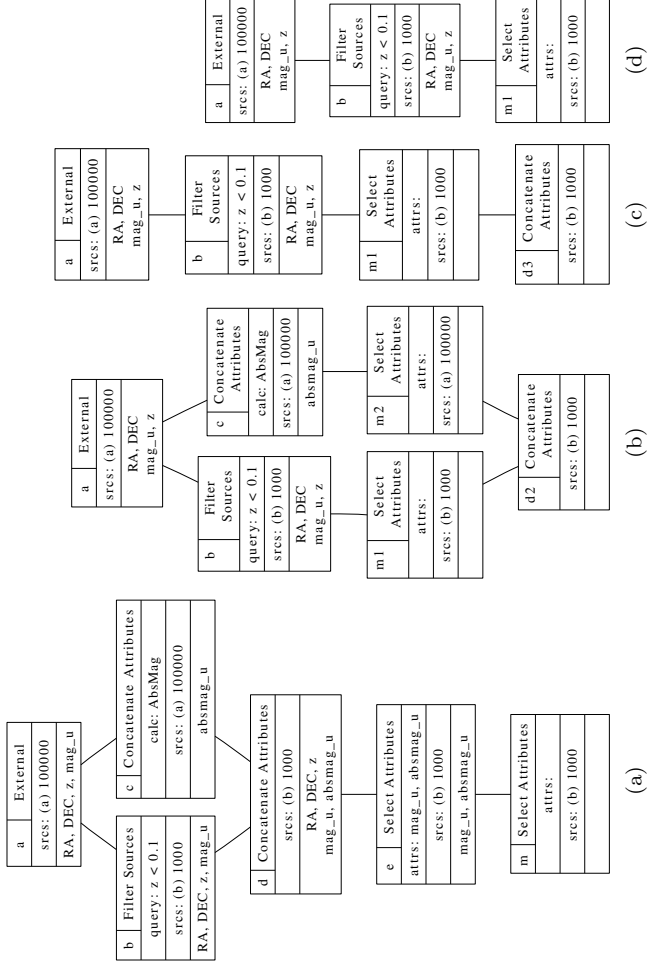 a External
srcs: (a) 100000
RA, DEC, z, mag_u
b Filter Sources
query: z < 0.1
srcs: (b) 1000
RA, DEC, z, mag_u
c Concatenate Attributes
calc: AbsMag
srcs: (a) 100000
absmag_u
d Concatenate Attributes
srcs: (b) 1000
RA, DEC, z
mag_u, absmag_u
e Select Attributes
attrs: mag_u, absmag_u
srcs: (b) 1000
mag_u, absmag_u
m Select Attributes
attrs:
srcs: (b) 1000
(a)
a External
srcs: (a) 100000
RA, DEC
mag_u, z
b Filter
Sources
query: z < 0.1
srcs: (b) 1000
RA, DEC
mag_u, z
c Concatenate
Attributes
calc: AbsMag
srcs: (a) 100000
absmag_u
m1 Select
Attributes
attrs:
srcs: (b) 1000
m2 Select
Attributes
attrs:
srcs: (a) 100000
d2 Concatenate
Attributes
srcs: (b) 1000
(b)
a External
srcs: (a) 100000
RA, DEC
mag_u, z
b Filter
Sources
query: z < 0.1
srcs: (b) 1000
RA, DEC
mag_u, z
m1 Select
Attributes
attrs:
srcs: (b) 1000
d3 Concatenate
Attributes
srcs: (b) 1000
(c)
a External
srcs: (a) 100000
RA, DEC
mag_u, z
b Filter
Sources
query: z < 0.1
srcs: (b) 1000
RA, DEC
mag_u, z
m1 Select
Attributes
attrs:
srcs: (b) 1000
(d)